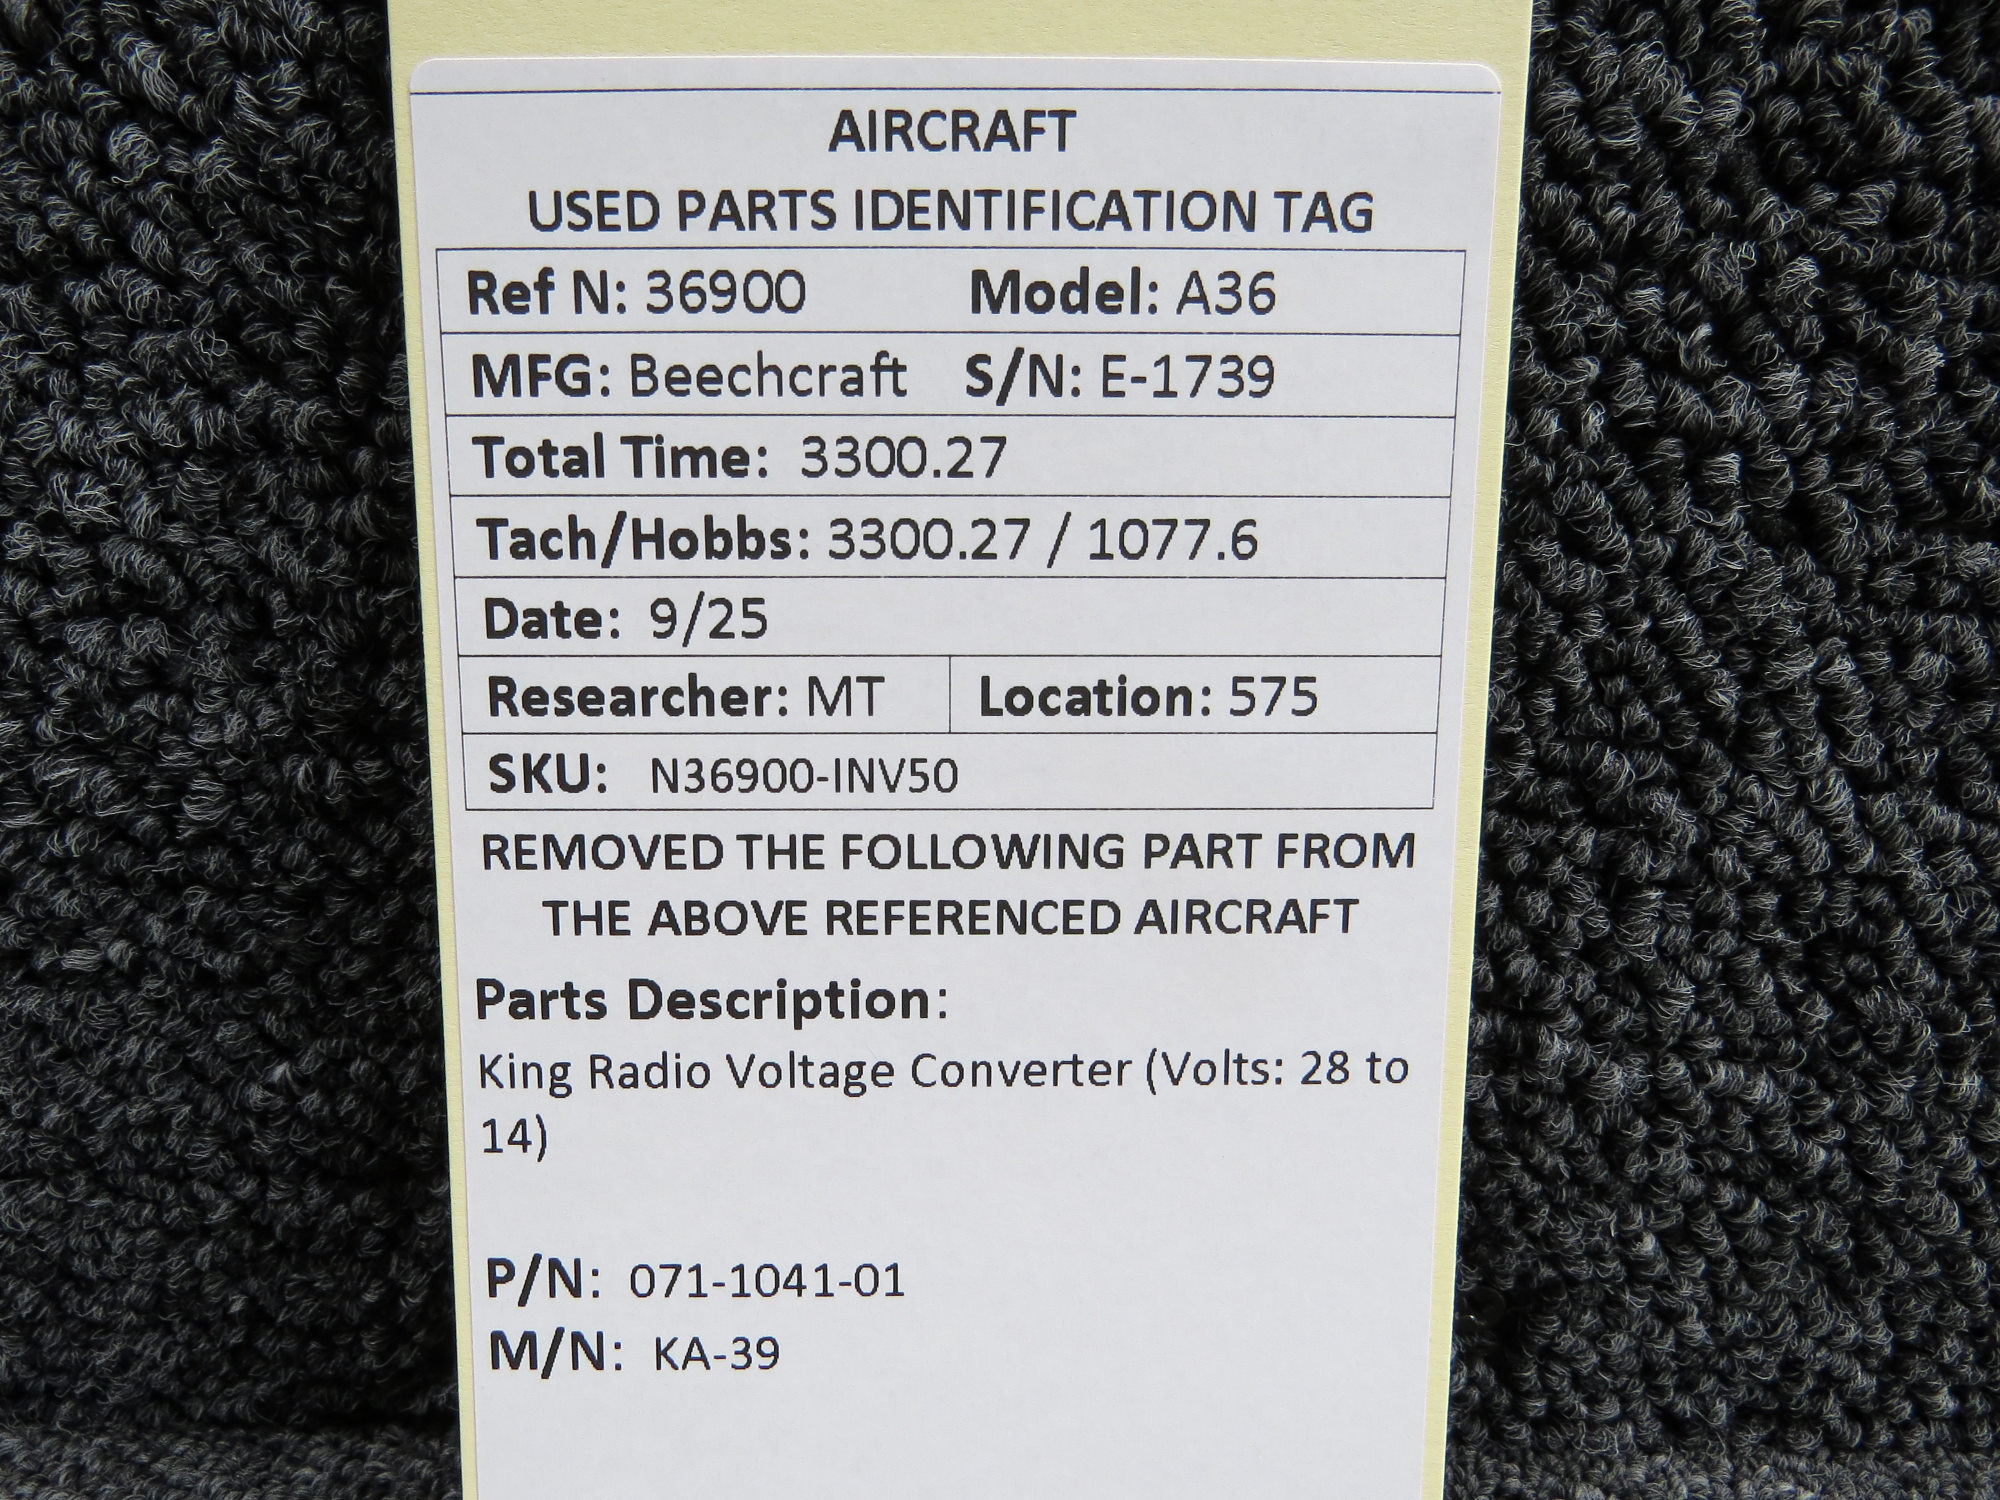 AIRCRAFT
USED PARTS IDENTIFICATION TAG
Ref N: 36900 Model: A36
MFG: Beechcraft S/N: E-1739
Total Time: 3300.27
Tach/Hobbs: 3300.27 / 1077.6
Date: 9/25
Researcher: MT Location: 575
SKU: N36900-INV50
REMOVED THE FOLLOWING PART FROM
THE ABOVE REFERENCED AIRCRAFT
Parts Description:
King Radio Voltage Converter (Volts: 28 to
14)
P/N: 071-1041-01
M/N: KA-39